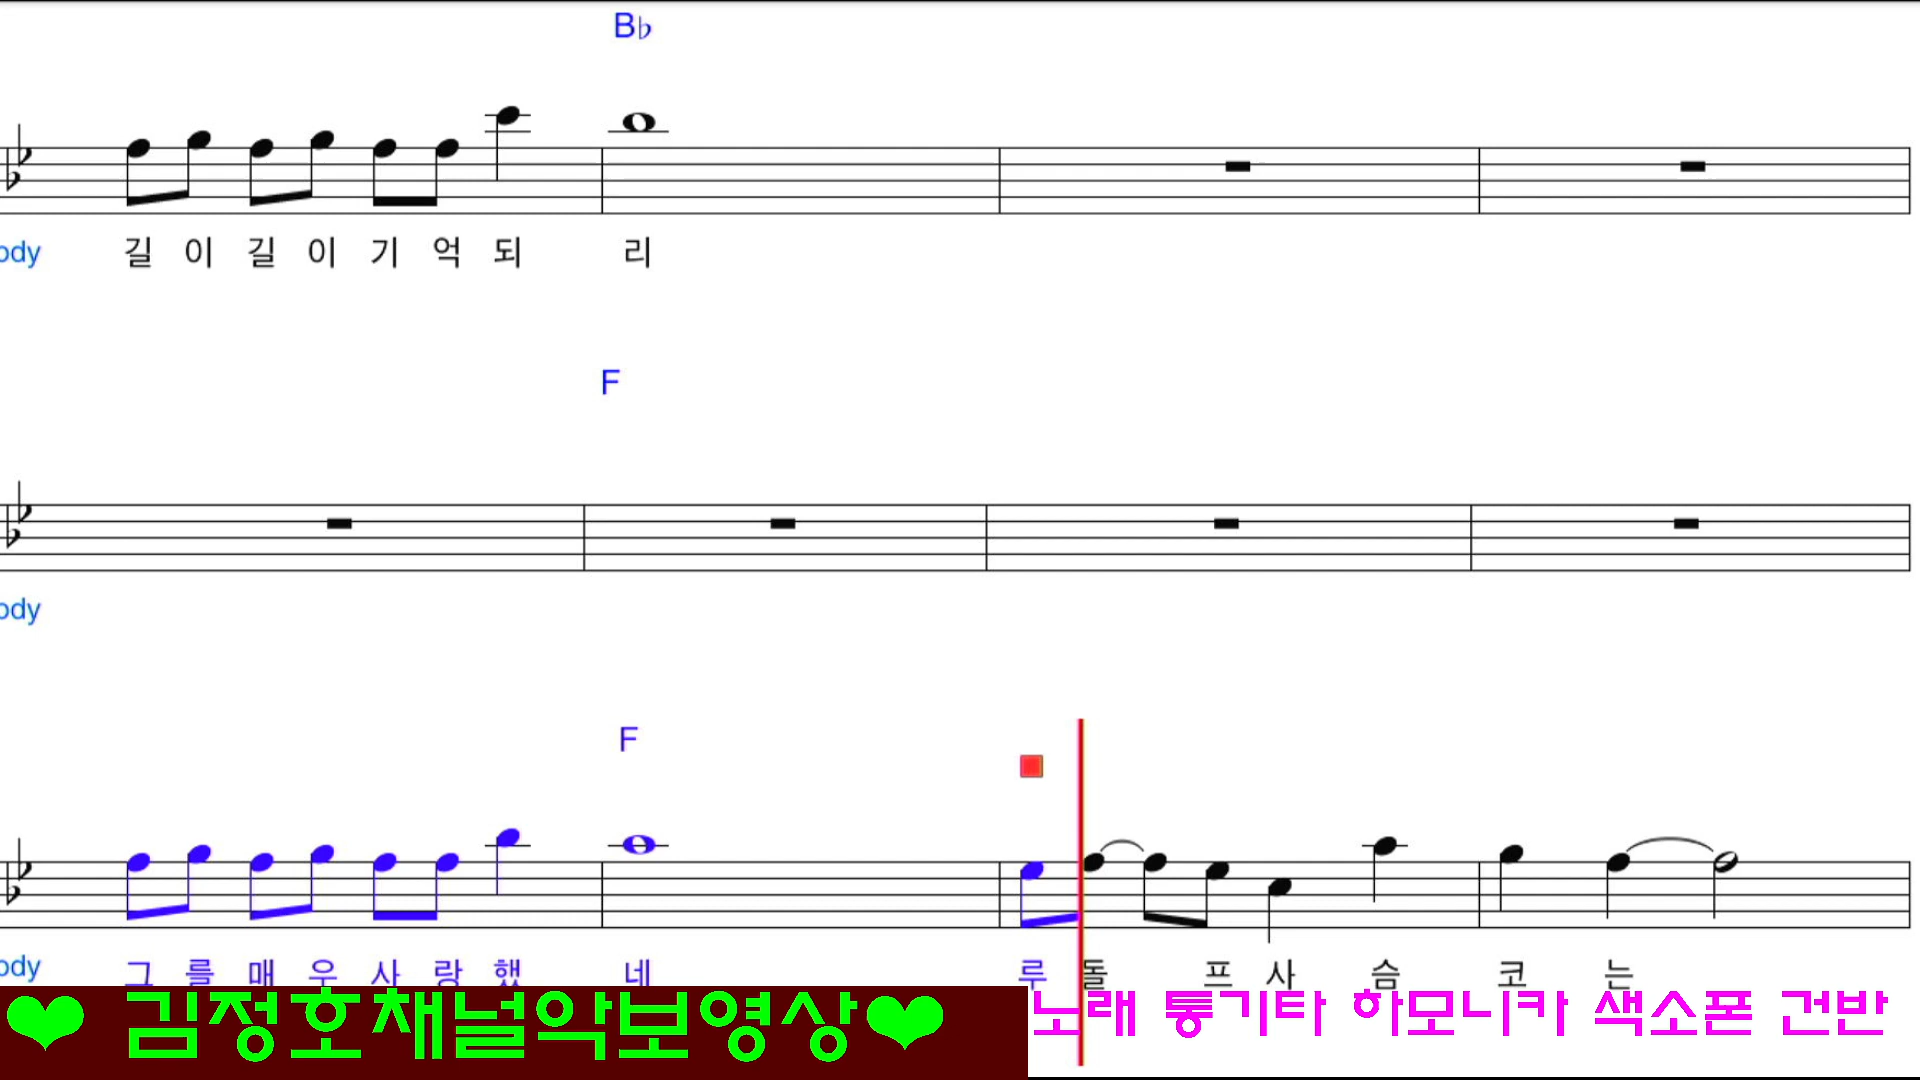 B♭
ody 길 이 길 이 기 억 되 리
F
ody
F
ody 그 를 매 우 사 랑 했 네 루 돌 프 사 슴 코 는
❤ 김정호채널악보영상❤ 노래 통기타 하모니카 색소폰 건반